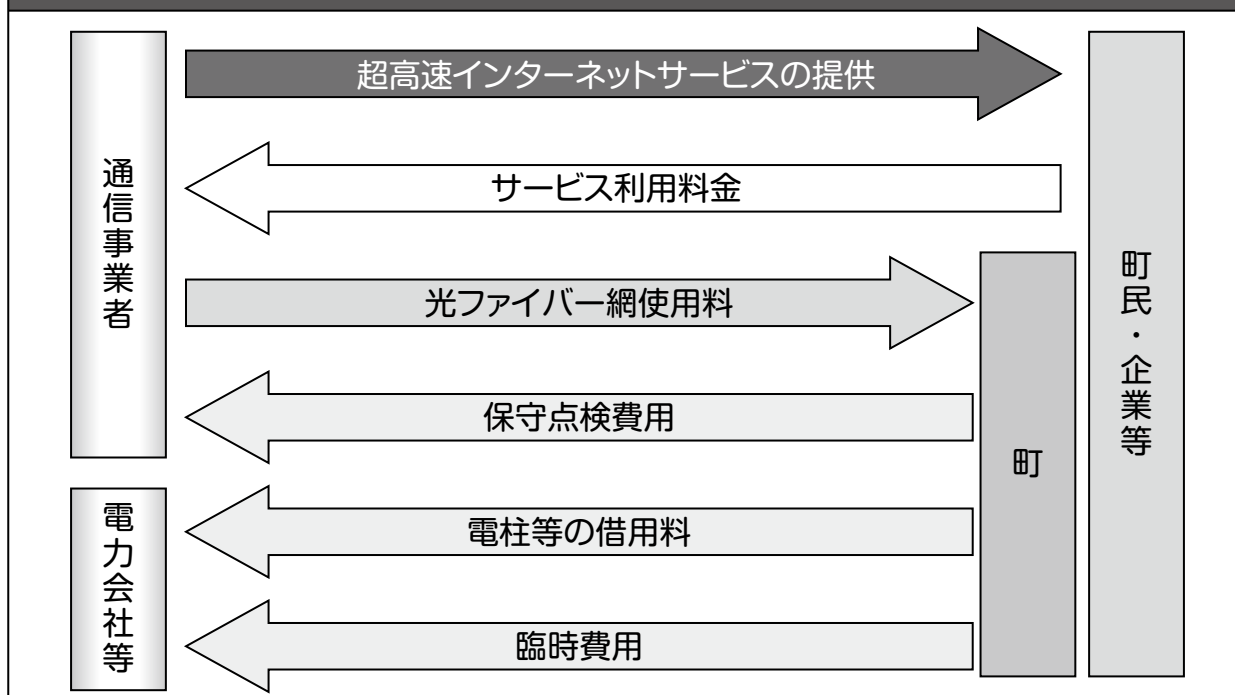 超高速インターネットサービスの提供
サービス利用料金
光ファイバー網使用料
保守点検費用
電柱等の借用料
臨時費用
通信事業者
電力会社等
町
町民・企業等